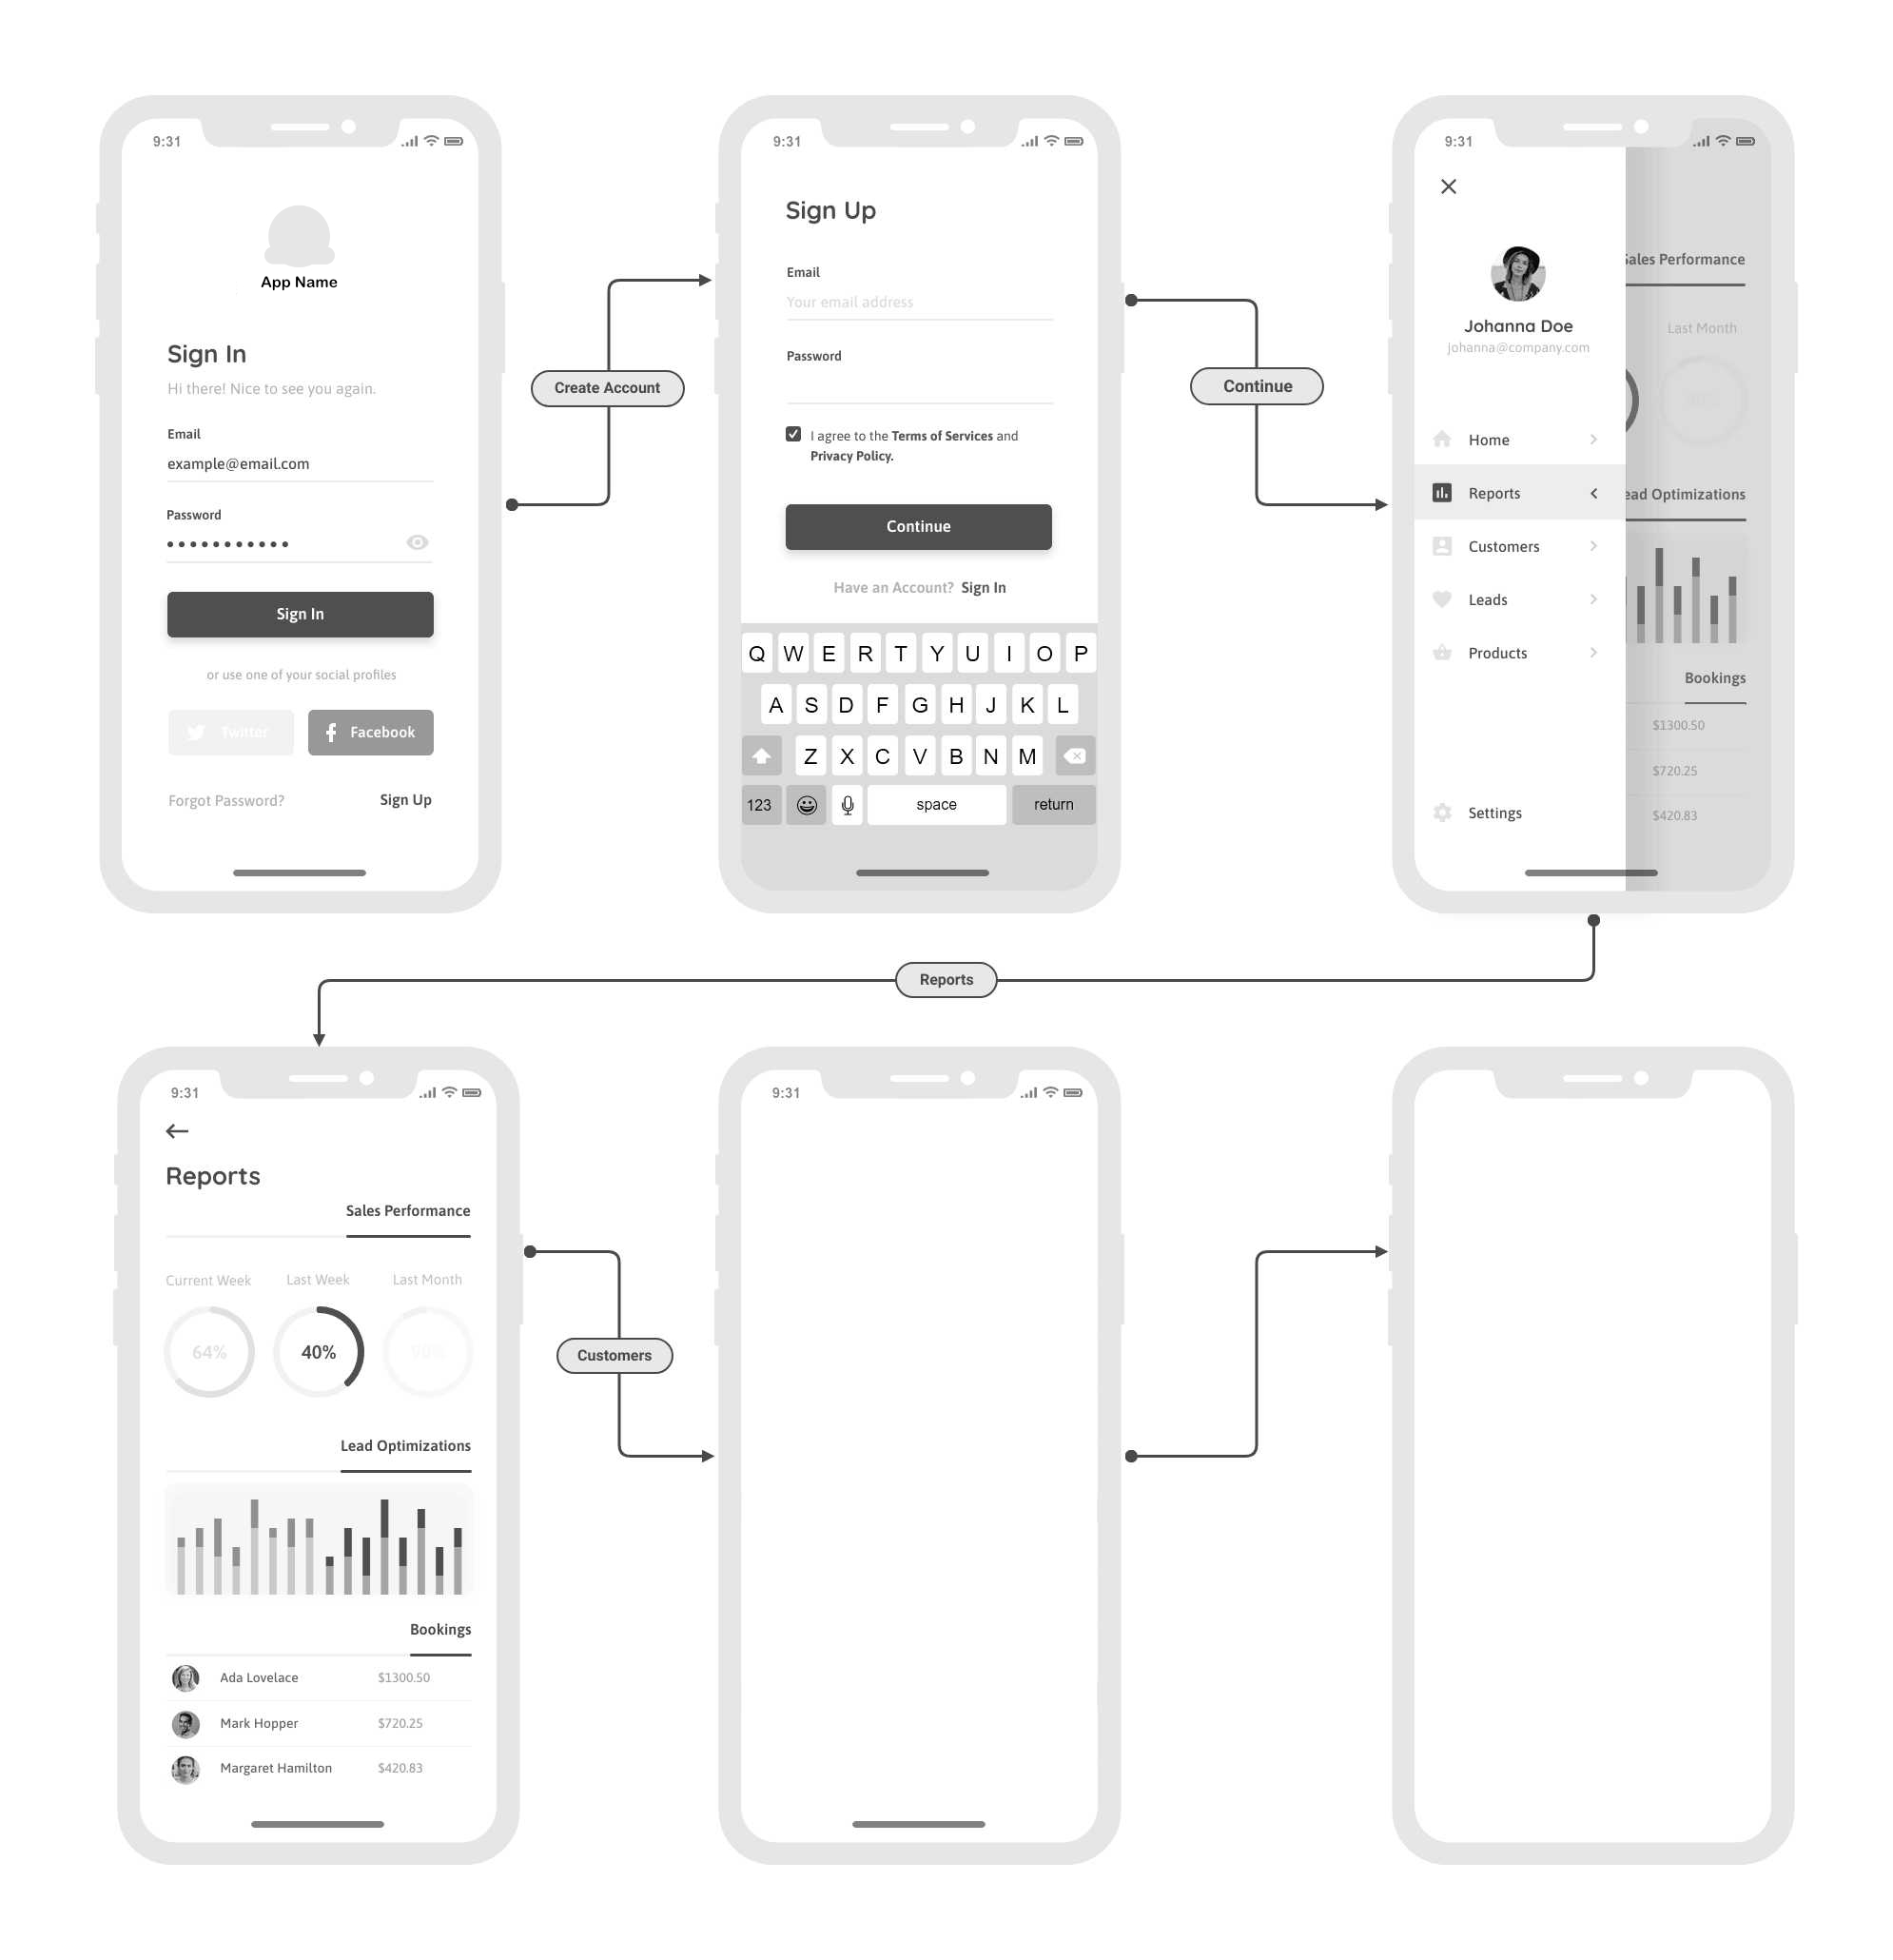 9:31
App Name
Sign In
Hi there! Nice to see you again.
Email
example@email.com
Password
Sign In
or use one of your social profiles
Twitter
Facebook
Forgot Password?
Sign Up
Create Account
9:31
Sign Up
Email
Your email address
Password
I agree to the Terms of Services and
Privacy Policy.
Continue
Have an Account? Sign In
Q W E R T Y U I O P
A S D F G H J K L
Z X C V B N M
123 space return
Continue
9:31
Johanna Doe
johanna@company.com
Home
Reports
Customers
Leads
Products
Settings
Sales Performance
Last Month
Lead Optimizations
Bookings
$1300.50
$720.25
$420.83
Reports
9:31
Reports
Sales Performance
Current Week Last Week Last Month
64% 40% 90%
Lead Optimizations
Bookings
Ada Lovelace $1300.50
Mark Hopper $720.25
Margaret Hamilton $420.83
Customers
9:31